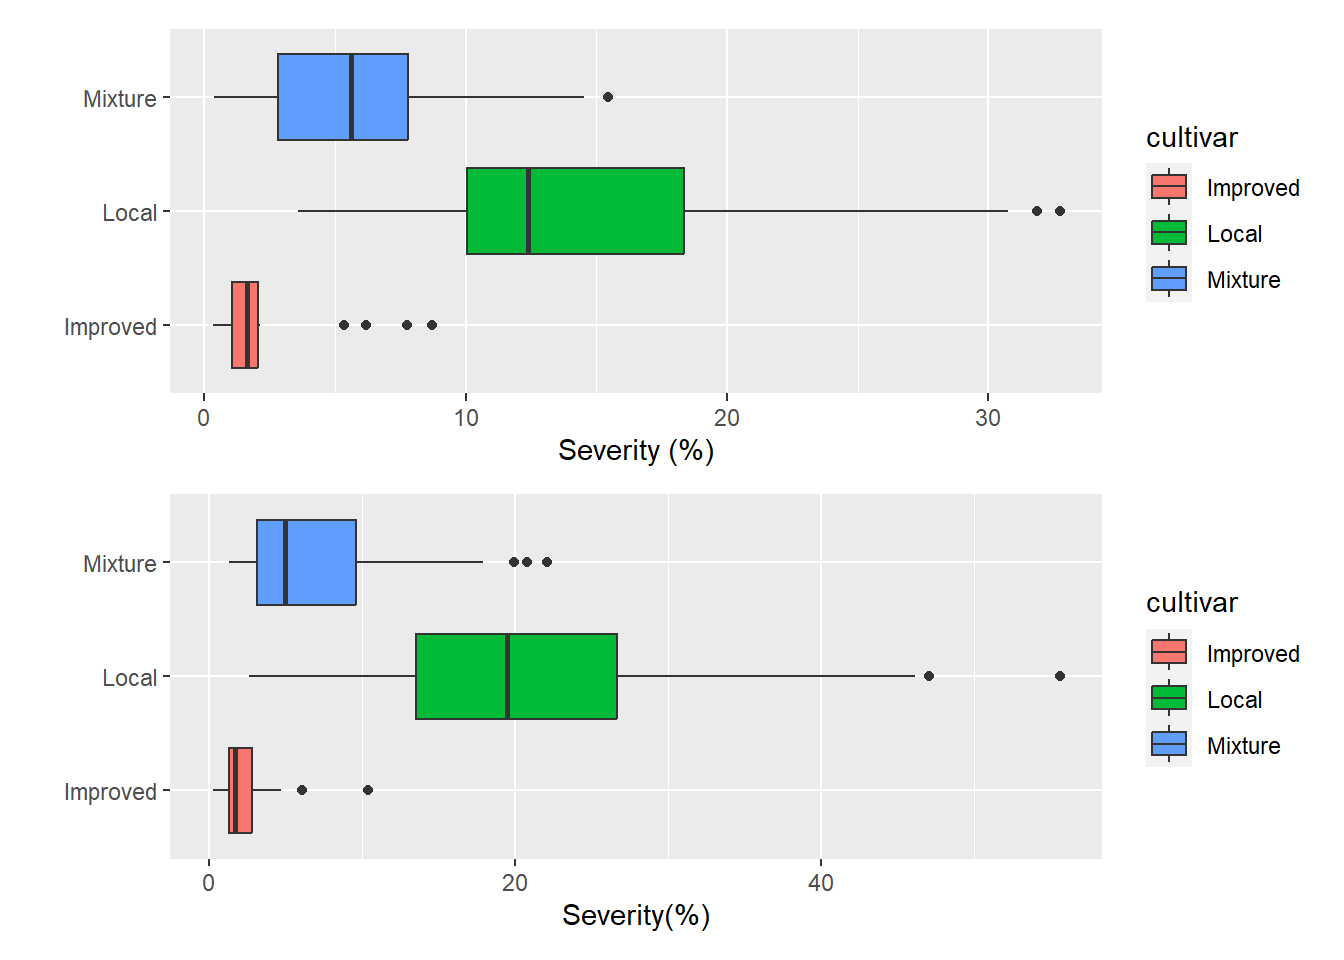 Mixture
Local
Improved
0 10 20 30
Severity (%)
cultivar
Improved
Local
Mixture
Mixture
Local
Improved
0 20 40
Severity(%)
cultivar
Improved
Local
Mixture